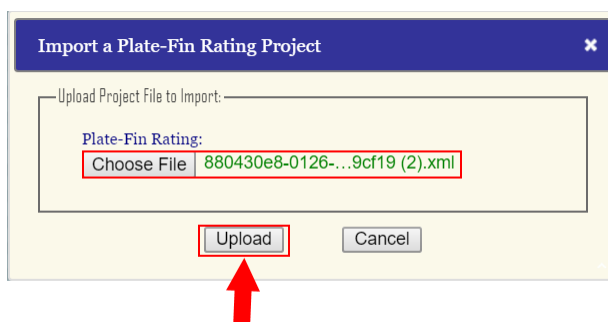 Import a Plate-Fin Rating Project
Upload Project File to Import:
Plate-Fin Rating:
Choose File 880430e8-0126-…9cf19 (2).xml
Upload Cancel